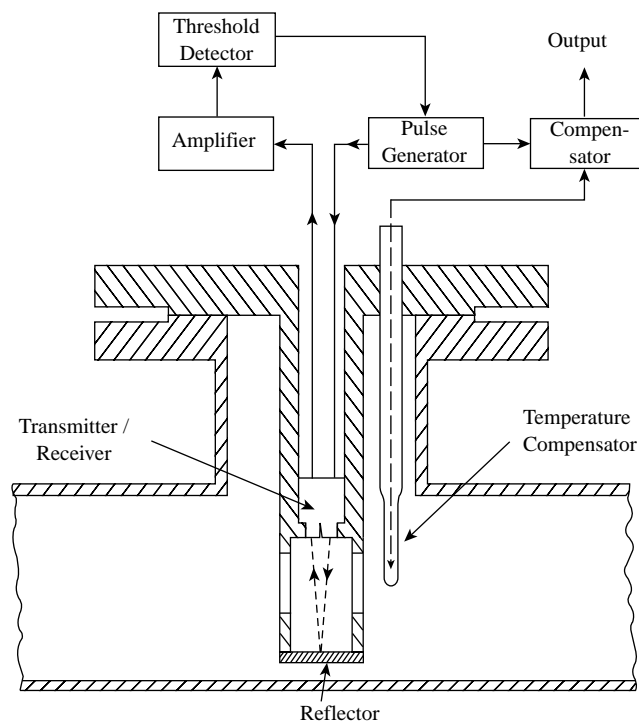 Threshold
Detector
Output
Amplifier
Pulse
Generator
Compen-
sator
Transmitter /
Receiver
Temperature
Compensator
Reflector